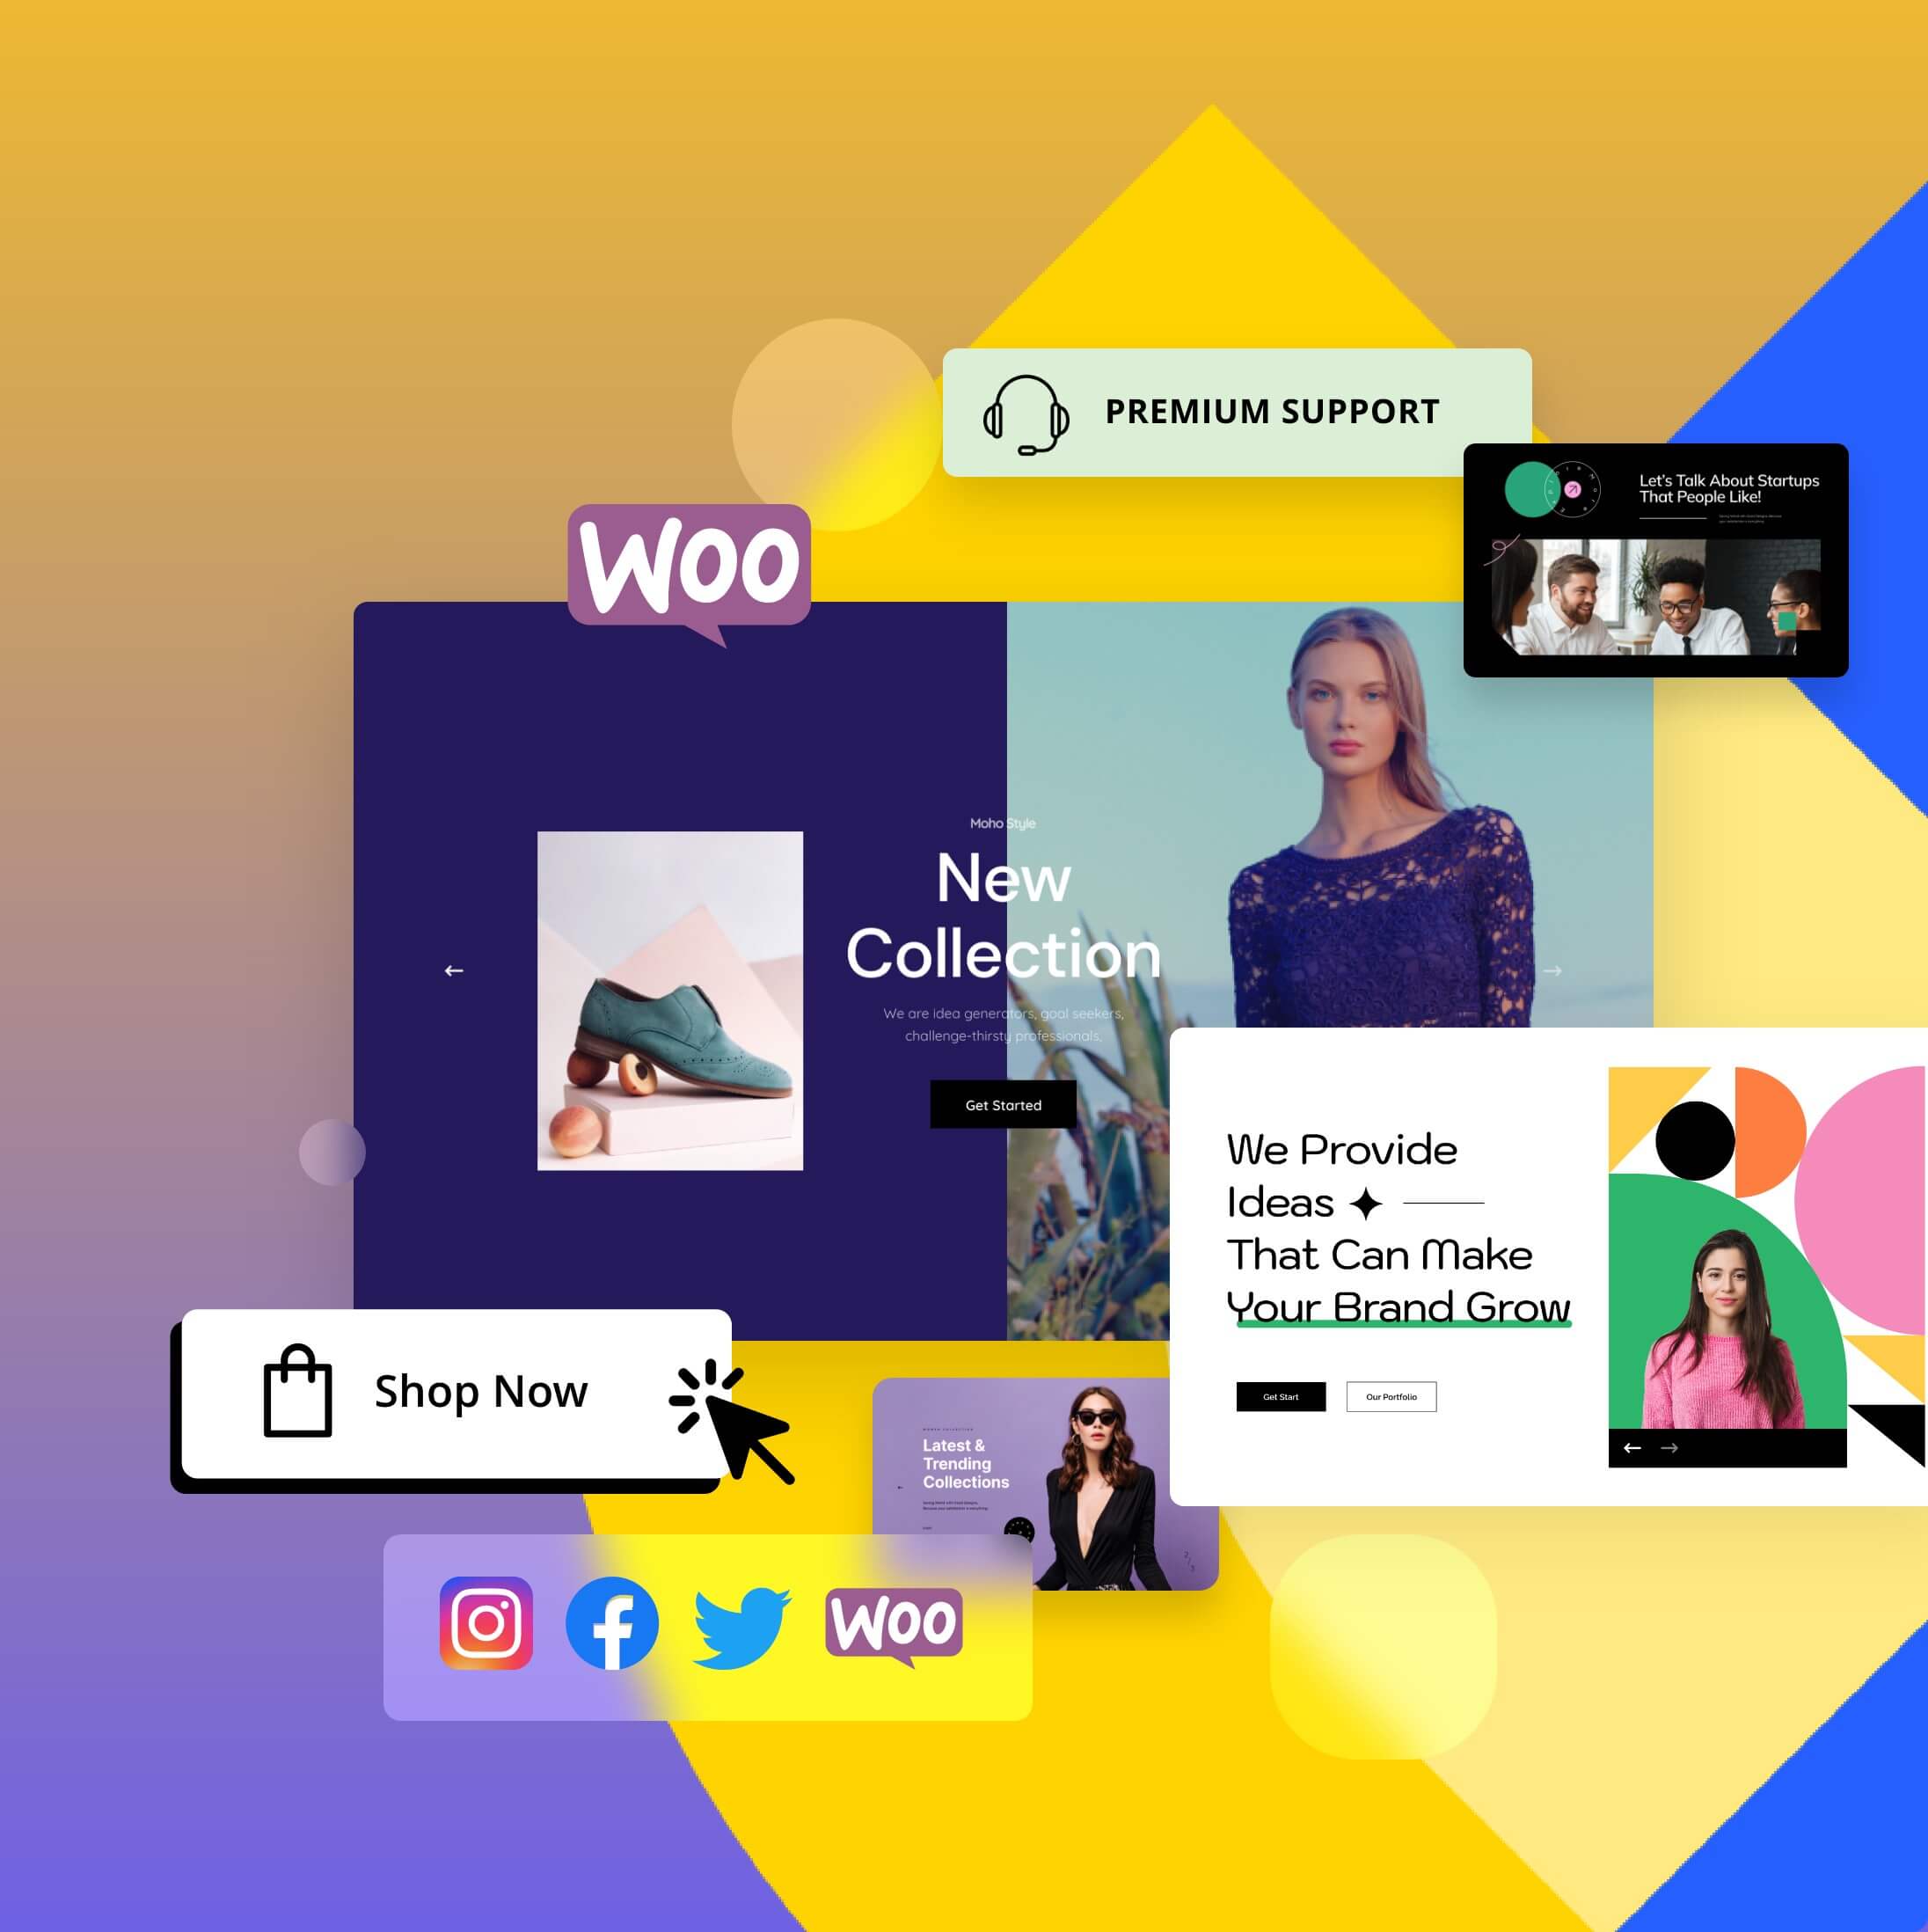 PREMIUM SUPPORT
Let's Talk About Startups
That People Like!
WOO
Moho Style
New
Collection
We are idea generators, goal seekers,
challenge-thirsty professionals.
Get Started
We Provide
Ideas
That Can Make
Your Brand Grow
Get Start
Our Portfolio
Shop Now
Latest &
Trending
Collections
WOO